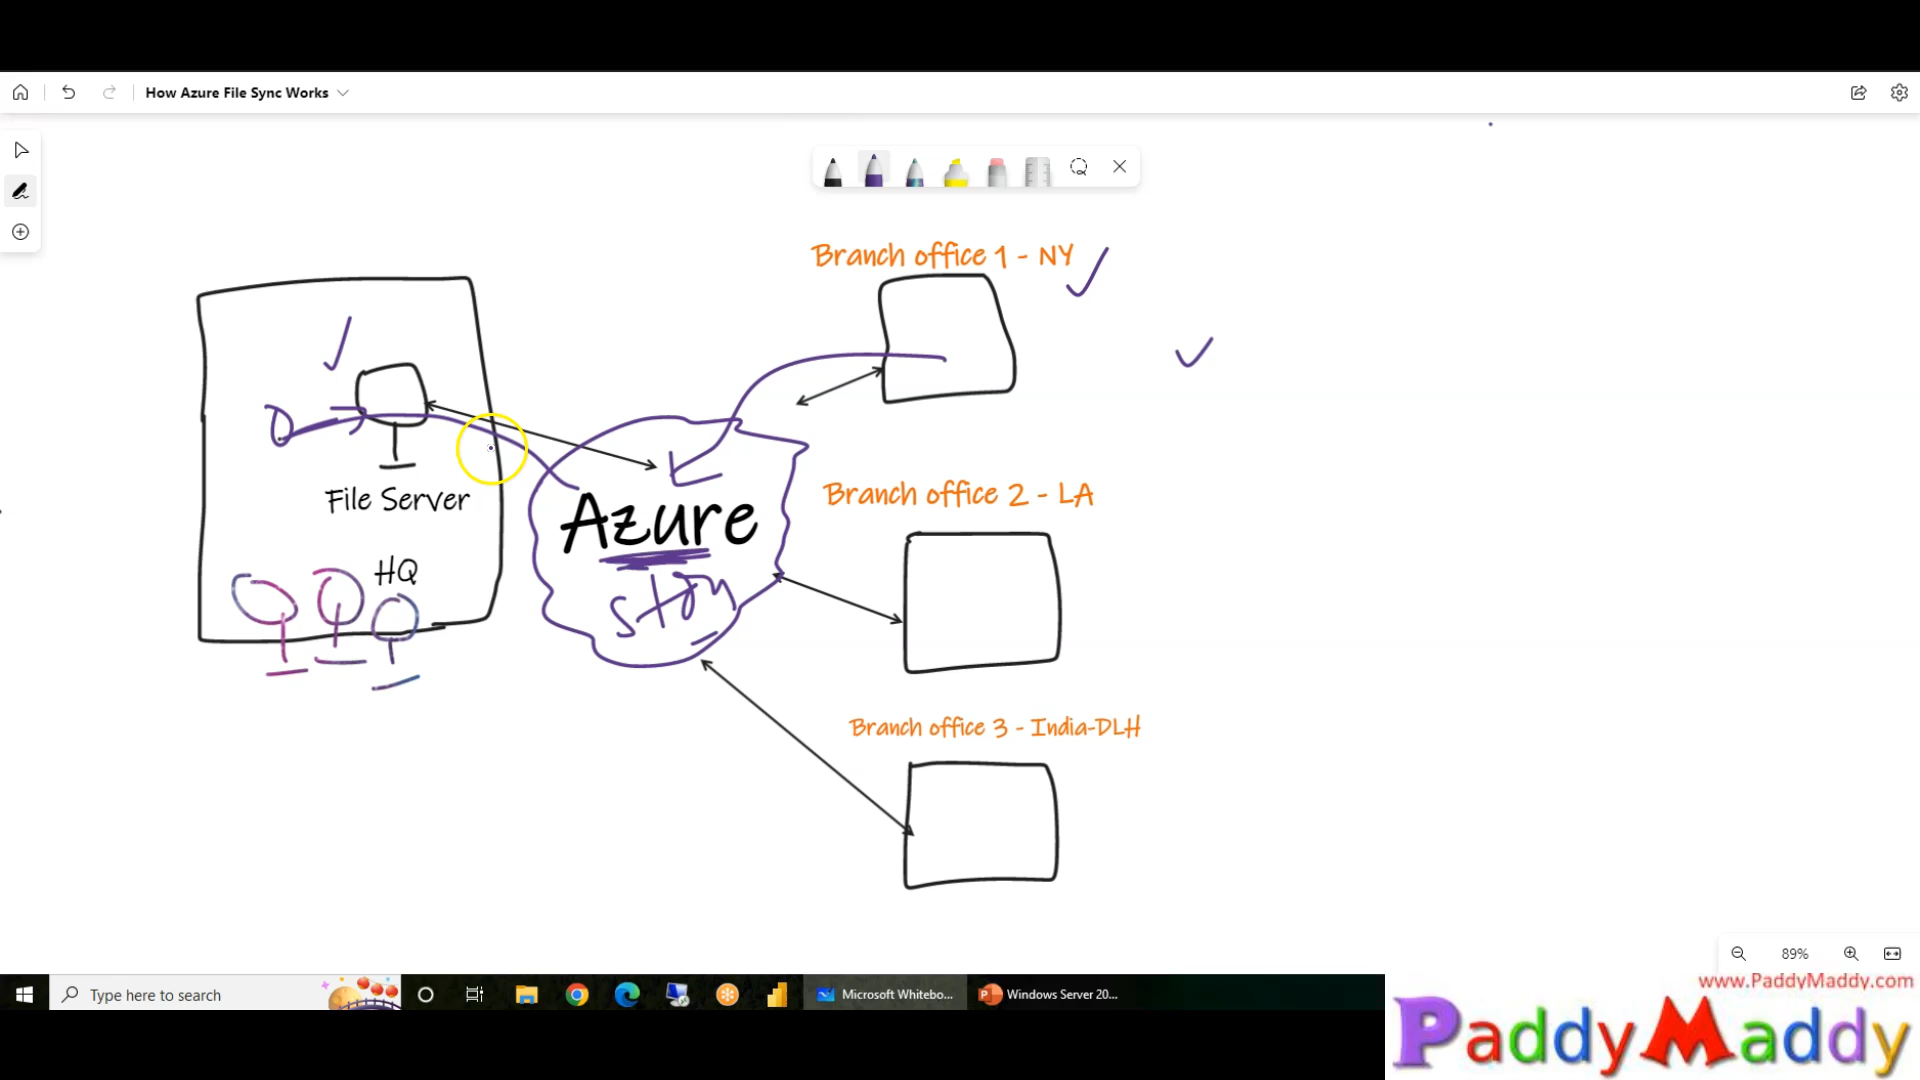 How Azure File Sync Works
Branch office 1 - NY
File Server
Azure
Branch office 2 - LA
HQ
Branch office 3 - India-DLH
89%
Type here to search
Microsoft Whitebo...
Windows Server 20...
www.PaddyMaddy.com
PaddyMaddy